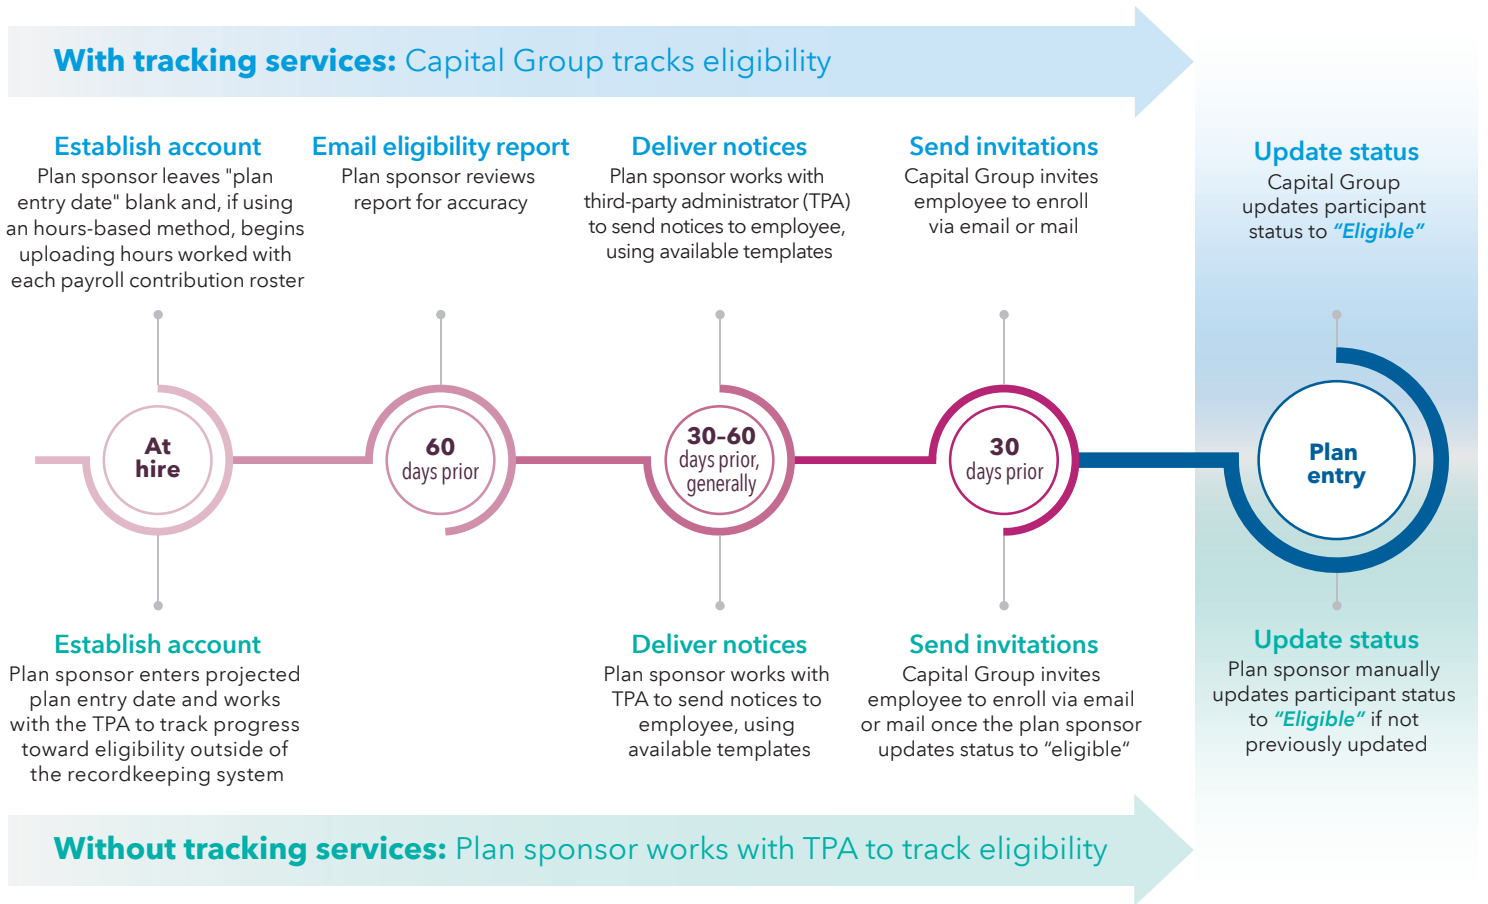 With tracking services: Capital Group tracks eligibility
Establish account
Plan sponsor leaves "plan
entry date" blank and, if using
an hours-based method, begins
uploading hours worked with
each payroll contribution roster
Email eligibility report
Plan sponsor reviews
report for accuracy
Deliver notices
Plan sponsor works with
third-party administrator (TPA)
to send notices to employee,
using available templates
Send invitations
Capital Group invites
employee to enroll
via email or mail
Update status
Capital Group
updates participant
status to “Eligible”
At
hire
60
days prior
30–60
days prior,
generally
30
days prior
Plan
entry
Establish account
Plan sponsor enters projected
plan entry date and works
with the TPA to track progress
toward eligibility outside of
the recordkeeping system
Deliver notices
Plan sponsor works with
TPA to send notices to
employee, using
available templates
Send invitations
Capital Group invites
employee to enroll via email
or mail once the plan sponsor
updates status to “eligible”
Update status
Plan sponsor manually
updates participant status
to “Eligible” if not
previously updated
Without tracking services: Plan sponsor works with TPA to track eligibility